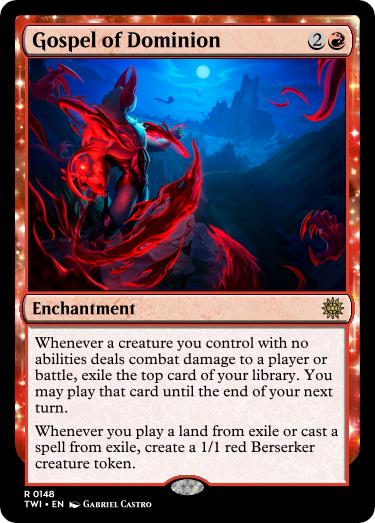 Gospel of Dominion 2
Enchantment
Whenever a creature you control with no
abilities deals combat damage to a player or
battle, exile the top card of your library. You
may play that card until the end of your next
turn.
Whenever you play a land from exile or cast a
spell from exile, create a 1/1 red Berserker
creature token.
R 0148
TWI • EN Gabriel Castro